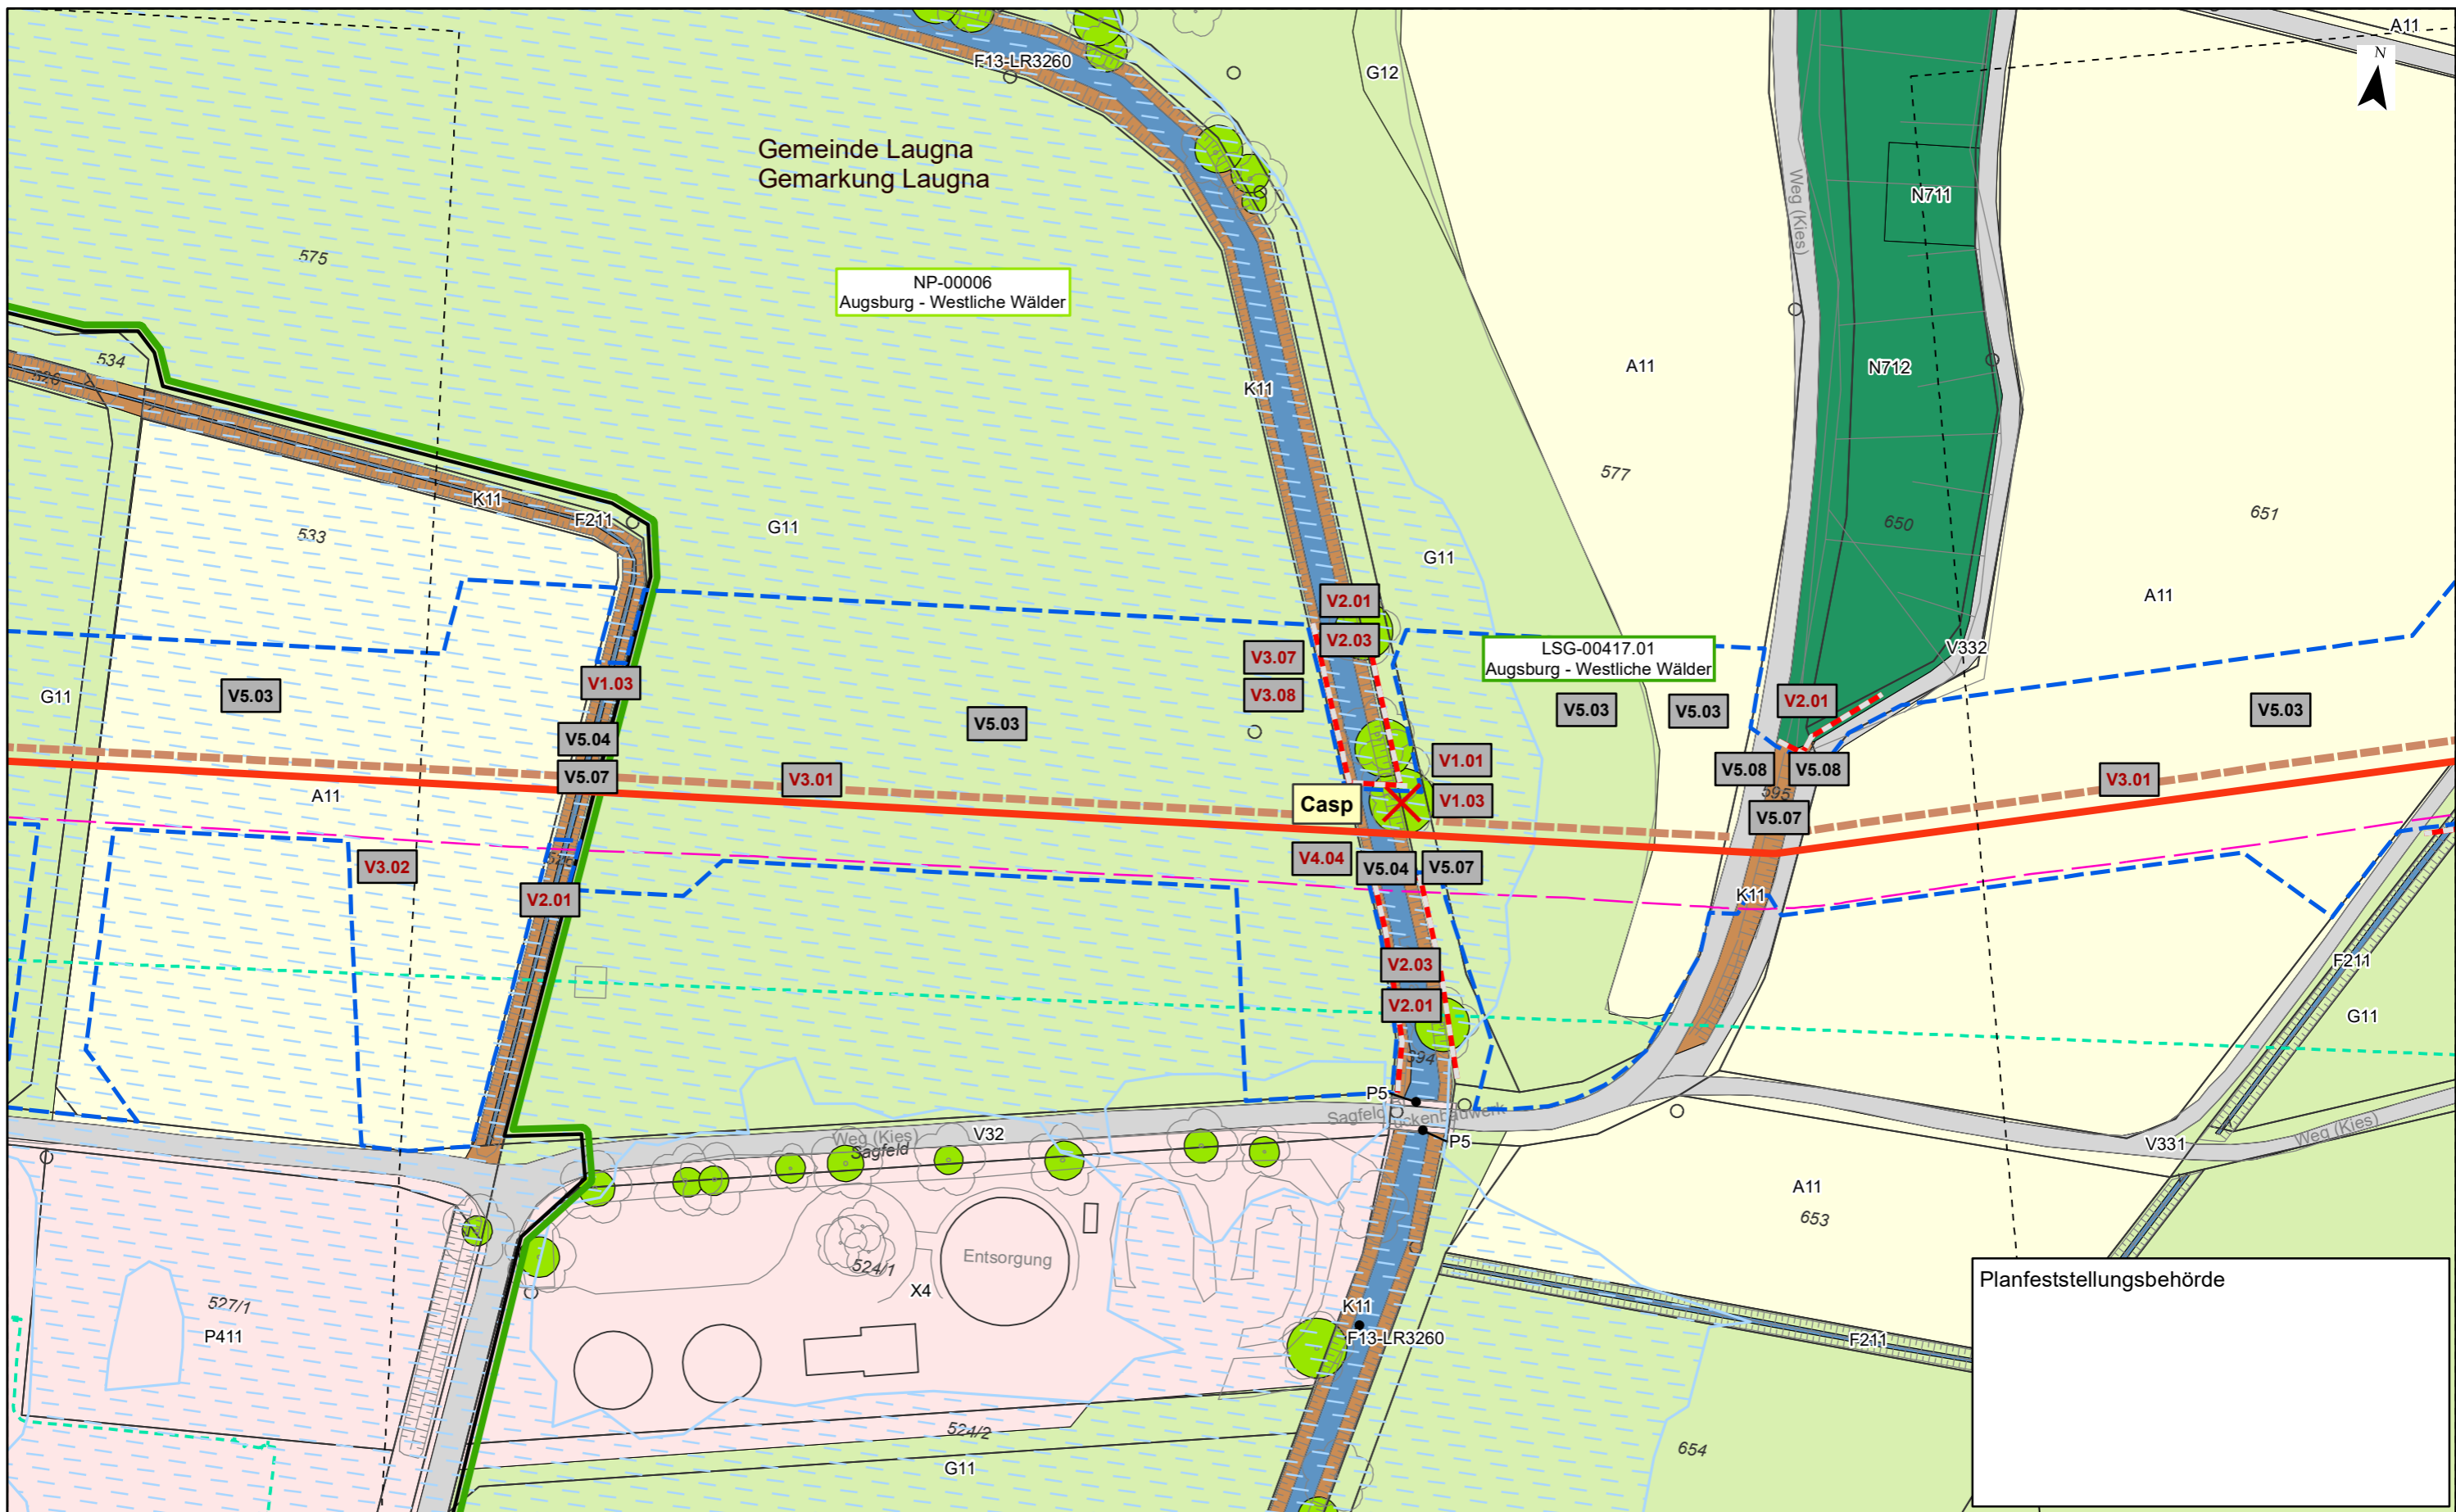 A11
F13-LR3260
G12
N
Gemeinde Laugna
Gemarkung Laugna
N711
Weg (Kies)
575
NP-00006
Augsburg - Westliche Wälder
534
526
A11
N712
K11
577
K11
F211
533
G11
650
651
G11
A11
V2.01
V2.03
V3.07
V3.08
LSG-00417.01
Augsburg - Westliche Wälder
V332
G11
V5.03
V1.03
V5.03
V5.03
V5.03
V2.01
V5.03
V5.04
V5.07
V3.01
V1.01
V5.08
V5.08
V3.01
A11
Casp
V1.03
595
V5.07
V3.02
526
V4.04
V5.04
V5.07
V2.01
K11
V2.03
F211
V2.01
G11
594
P5
Sagfeld
Weg (Kies)
V32
P5
Sagfeld
V331
Weg (Kies)
A11
653
Entsorgung
524/1
X4
527/1
P411
K11
F13-LR3260
F211
Planfeststellungsbehörde
524/2
G11
654